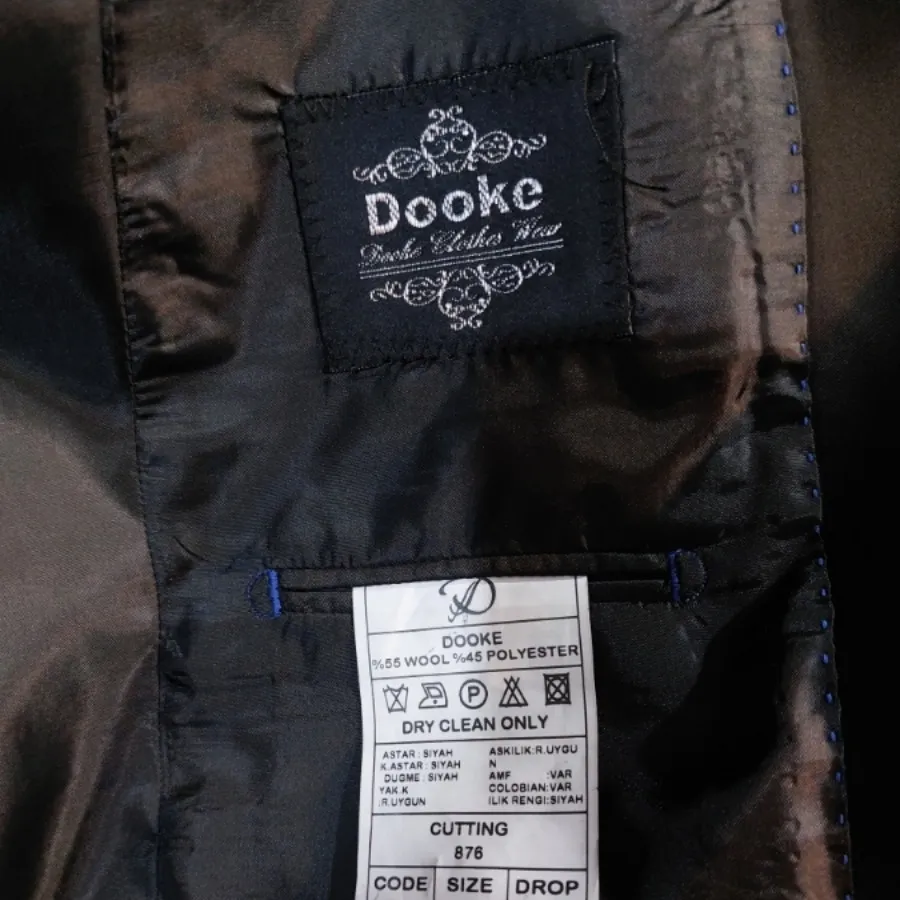 Dooke
Dooke Clothes Wear
DOOKE
%55 WOOL %45 POLYESTER
P
DRY CLEAN ONLY
ASTAR : SIYAH
K.ASTAR : SIYAH
DUGME : SIYAH
YAK.K
:R.UYGUN
ASKILIK:R.UYGU
N
AMF :VAR
COLOBIAN:VAR
ILIK RENGI:SIYAH
CUTTING
876
CODE SIZE DROP